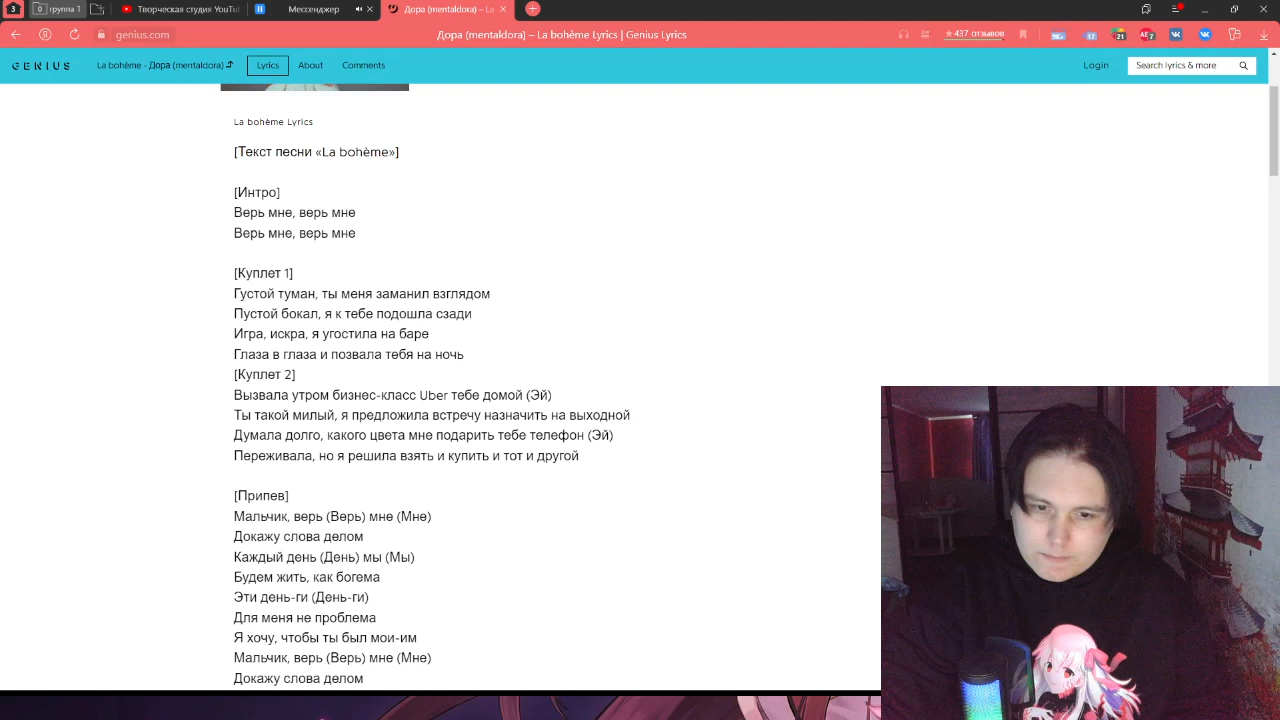 3
0 группа 1
Творческая студия YouTul
Мессенджер
Дора (mentaldora) – La
genius.com
Дора (mentaldora) – La bohème Lyrics | Genius Lyrics
★437 отзывов
GENIUS
La bohème - Дора (mentaldora)
Lyrics
About
Comments
Login
Search lyrics & more
La bohème Lyrics
[Текст песни «La bohème»]
[Интро]
Верь мне, верь мне
Верь мне, верь мне
[Куплет 1]
Густой туман, ты меня заманил взглядом
Пустой бокал, я к тебе подошла сзади
Игра, искра, я угостила на баре
Глаза в глаза и позвала тебя на ночь
[Куплет 2]
Вызвала утром бизнес-класс Uber тебе домой (Эй)
Ты такой милый, я предложила встречу назначить на выходной
Думала долго, какого цвета мне подарить тебе телефон (Эй)
Переживала, но я решила взять и купить и тот и другой
[Припев]
Мальчик, верь (Верь) мне (Мне)
Докажу слова делом
Каждый день (День) мы (Мы)
Будем жить, как богема
Эти день-ги (День-ги)
Для меня не проблема
Я хочу, чтобы ты был мои-им
Мальчик, верь (Верь) мне (Мне)
Докажу слова делом